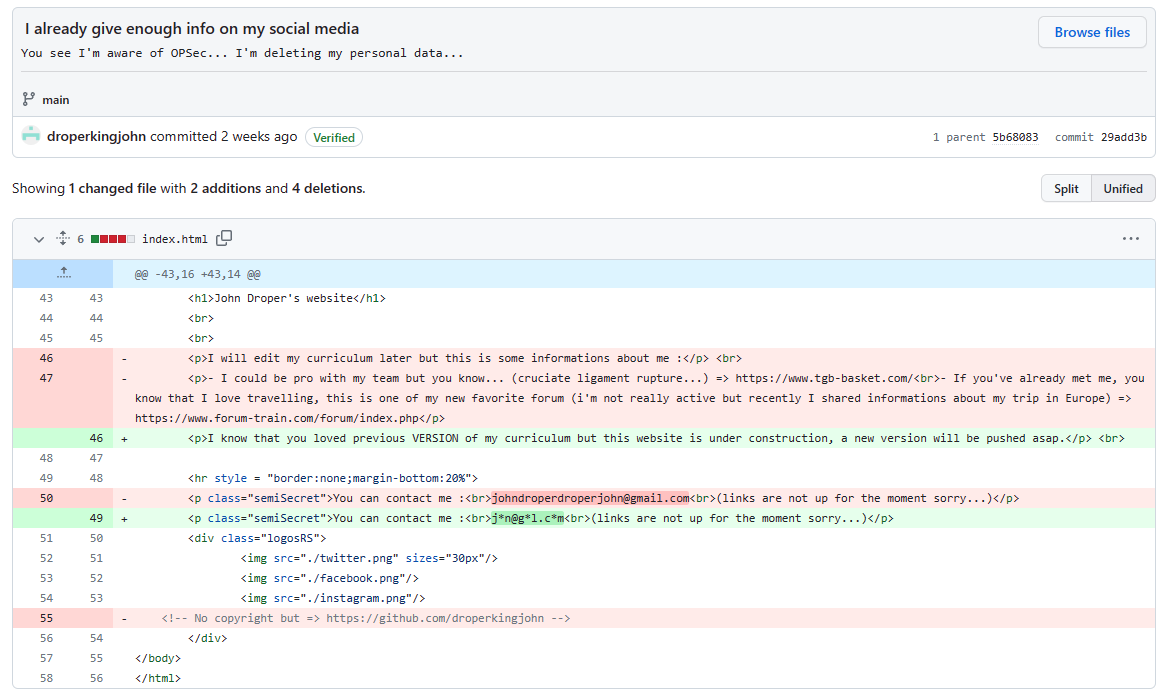 I already give enough info on my social media
Browse files
You see I'm aware of OPSec... I'm deleting my personal data...
main
droperkingjohn committed 2 weeks ago Verified 1 parent 5b68083 commit 29add3b
Showing 1 changed file with 2 additions and 4 deletions.
Split Unified
6 index.html
@@ -43,16 +43,14 @@
43 43 <h1>John Droper's website</h1>
44 44 <br>
45 45 <br>
46 - <p>I will edit my curriculum later but this is some informations about me :</p> <br>
47 - <p>- I could be pro with my team but you know... (cruciate ligament rupture...) => https://www.tgb-basket.com/<br>- If you've already met me, you
know that I love travelling, this is one of my new favorite forum (i'm not really active but recently I shared informations about my trip in Europe) =>
https://www.forum-train.com/forum/index.php</p>
46 + <p>I know that you loved previous VERSION of my curriculum but this website is under construction, a new version will be pushed asap.</p> <br>
48 47
49 48 <hr style = "border:none;margin-bottom:20%">
50 - <p class="semiSecret">You can contact me :<br>johndroperdroperjohn@gmail.com<br>(links are not up for the moment sorry...)</p>
49 + <p class="semiSecret">You can contact me :<br>j*n@g*l.c*m<br>(links are not up for the moment sorry...)</p>
51 50 <div class="logosRS">
52 51 <img src="./twitter.png" sizes="30px"/>
53 52 <img src="./facebook.png"/>
54 53 <img src="./instagram.png"/>
55 - <!-- No copyright but => https://github.com/droperkingjohn -->
56 54 </div>
57 55 </body>
58 56 </html>